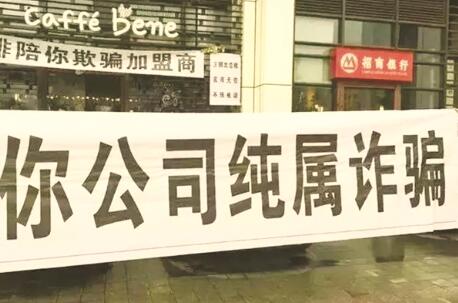 Caffé bene
啡陪你欺骗加盟商
招商银行
你公司纯属诈骗